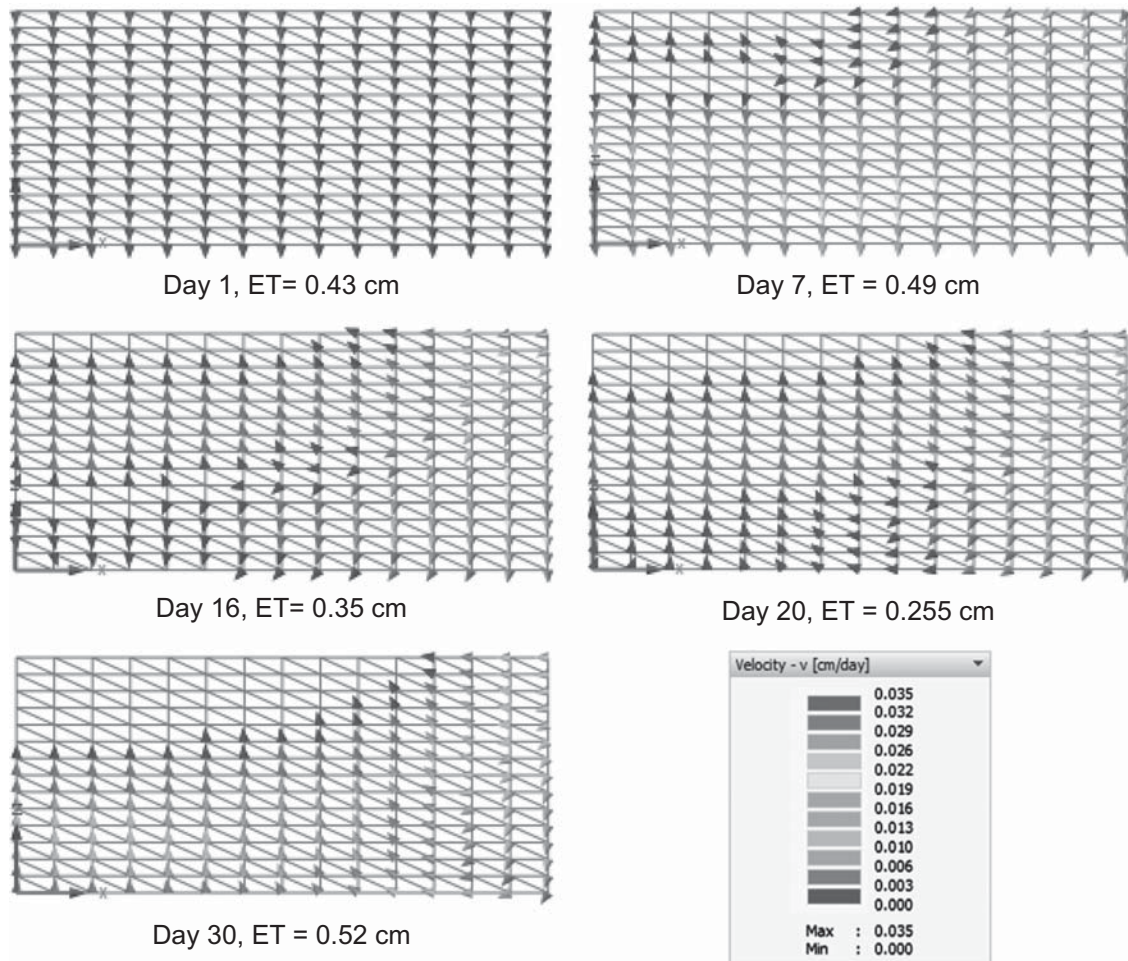 X
Z
X
Day 1, ET= 0.43 cm
Day 7, ET = 0.49 cm
X
X
Day 16, ET= 0.35 cm
Day 20, ET = 0.255 cm
Z
X
Day 30, ET = 0.52 cm
Velocity - v [cm/day]
0.035
0.032
0.029
0.026
0.022
0.019
0.016
0.013
0.010
0.006
0.003
0.000
Max : 0.035
Min : 0.000